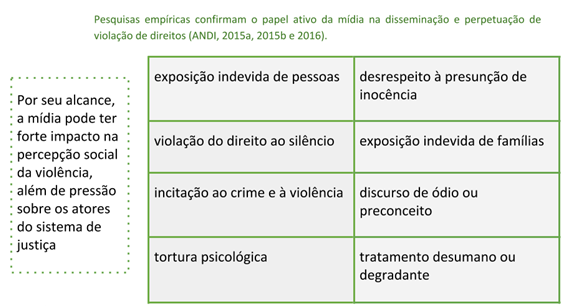 Pesquisas empíricas confirmam o papel ativo da mídia na disseminação e perpetuação de
violação de direitos (ANDI, 2015a, 2015b e 2016).
Por seu alcance,
a mídia pode ter
forte impacto na
percepção social
da violência,
além de pressão
sobre os atores
do sistema de
justiça
exposição indevida de pessoas
desrespeito à presunção de
inocência
violação do direito ao silêncio
exposição indevida de famílias
incitação ao crime e à violência
discurso de ódio ou
preconceito
tortura psicológica
tratamento desumano ou
degradante